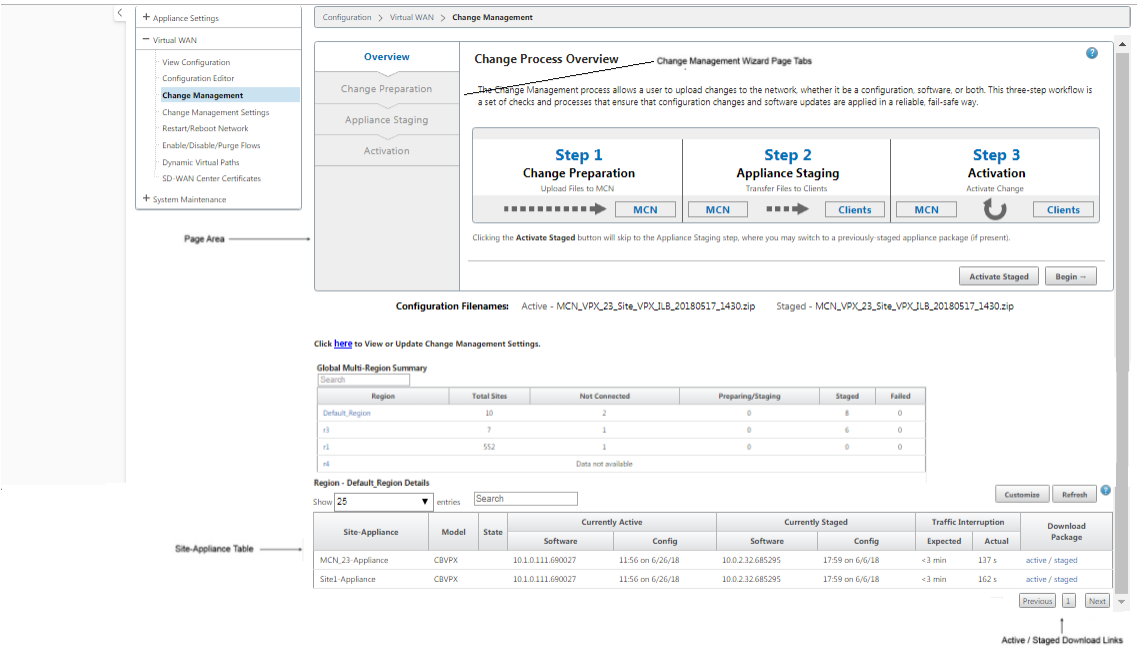 + Appliance Settings
− Virtual WAN
View Configuration
Configuration Editor
Change Management
Change Management Settings
Restart/Reboot Network
Enable/Disable/Purge Flows
Dynamic Virtual Paths
SD-WAN Center Certificates
+ System Maintenance
Page Area
Site-Appliance Table
Configuration > Virtual WAN > Change Management
Overview
Change Preparation
Appliance Staging
Activation
Change Process Overview
Change Management Wizard Page Tabs
?
The Change Management process allows a user to upload changes to the network, whether it be a configuration, software, or both. This three-step workflow is
a set of checks and processes that ensure that configuration changes and software updates are applied in a reliable, fail-safe way.
Step 1 Step 2 Step 3
Change Preparation Appliance Staging Activation
Upload Files to MCN Transfer Files to Clients Activate Change
MCN MCN Clients MCN Clients
Clicking the Activate Staged button will skip to the Appliance Staging step, where you may switch to a previously-staged appliance package (if present).
Activate Staged Begin →
Configuration Filenames: Active - MCN_VPX_23_Site_VPX_ILB_20180517_1430.zip Staged - MCN_VPX_23_Site_VPX_ILB_20180517_1430.zip
Click here to View or Update Change Management Settings.
Global Multi-Region Summary
Search
Region Total Sites Not Connected Preparing/Staging Staged Failed
Default_Region 10 2 0 8 0
r3 7 1 0 6 0
r1 552 1 0 0 0
r4 Data not available
Region - Default_Region Details
Show 25 entries Search Customize Refresh ?
Site-Appliance Model State Currently Active Currently Staged Traffic Interruption Download Package
Software Config Software Config Expected Actual
MCN_23-Appliance CBVPX 10.1.0.111.690027 11:56 on 6/26/18 10.0.2.32.685295 17:59 on 6/6/18 <3 min 137 s active / staged
Site1-Appliance CBVPX 10.1.0.111.690027 11:56 on 6/26/18 10.0.2.32.685295 17:59 on 6/6/18 <3 min 162 s active / staged
Previous 1 Next
Active / Staged Download Links